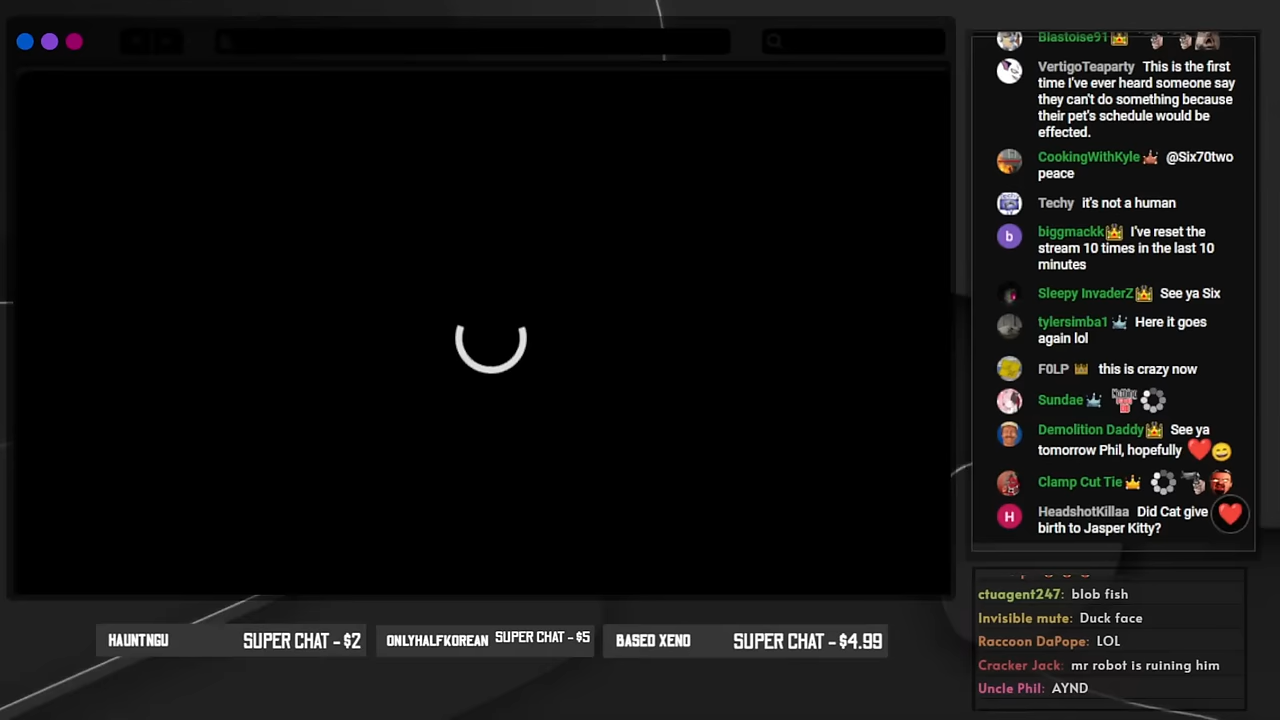 Blastoise91
VertigoTeaparty This is the first
time I've ever heard someone say
they can't do something because
their pet's schedule would be
effected.
CookingWithKyle @Six70two
peace
Techy it's not a human
b
biggmackk I've reset the
stream 10 times in the last 10
minutes
Sleepy InvaderZ See ya Six
tylersimba1 Here it goes
again lol
F0LP this is crazy now
Sundae
Demolition Daddy See ya
tomorrow Phil, hopefully
Clamp Cut Tie
H
HeadshotKillaa Did Cat give
birth to Jasper Kitty?
ctuagent247: blob fish
Invisible mute: Duck face
Raccoon DaPope: LOL
Cracker Jack: mr robot is ruining him
Uncle Phil: AYND
HAUNTNGU SUPER CHAT - $2
ONLYHALFKOREAN SUPER CHAT - $5
BASED XEND SUPER CHAT - $4.99